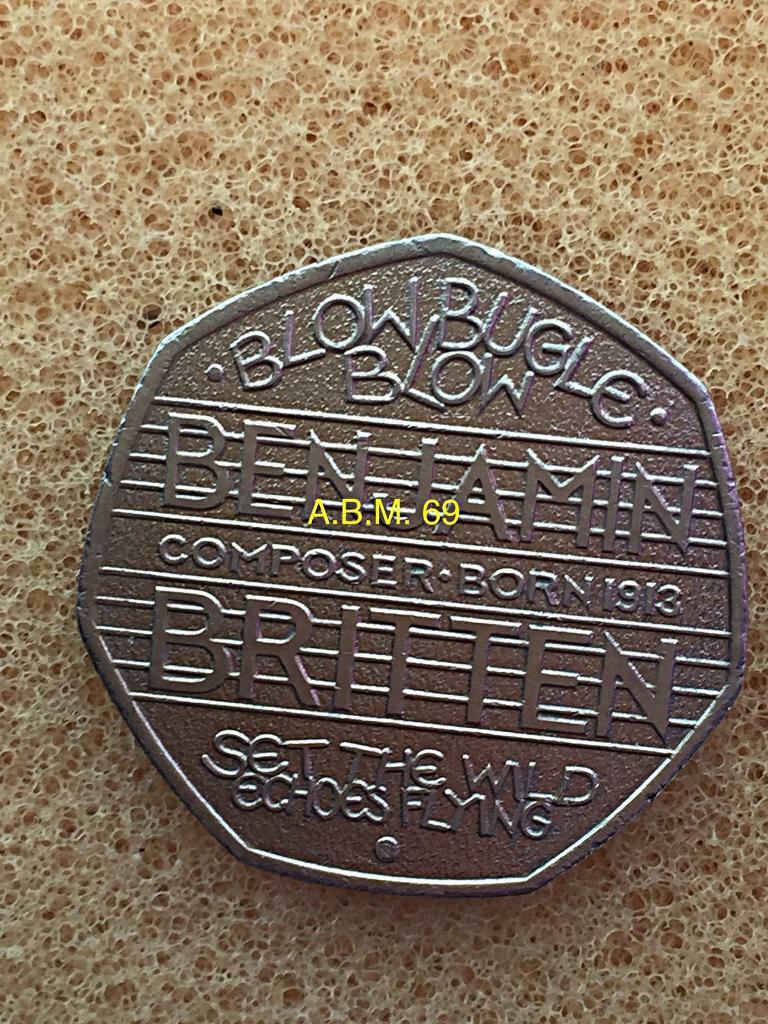 ·BLOW BUGLE·
BLOW
BENJAMIN
A.B.M. 69
COMPOSER·BORN 1913
BRITTEN
SET THE WILD
ECHOES FLYING